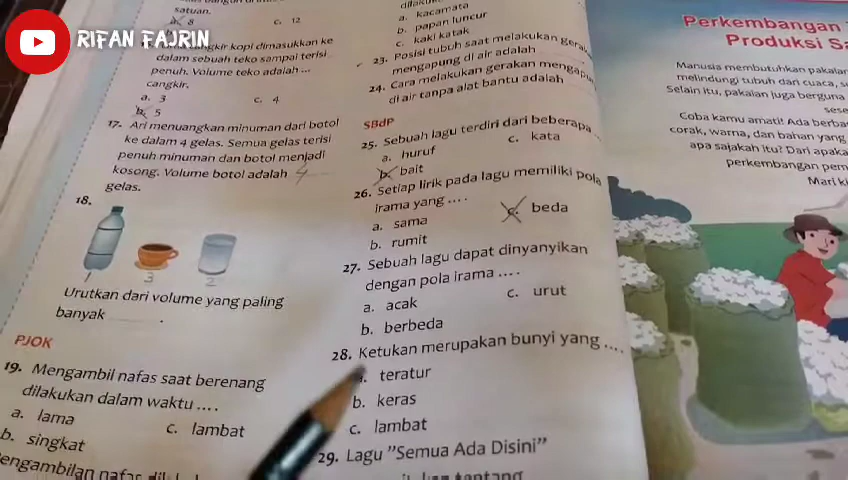 RIFAN FAJRIN
satuan.
a. 8
c. 12
kopi dimasukkan ke
dalam sebuah teko sampai terisi
penuh. Volume teko adalah ...
cangkir.
a. 3
c. 4
b. 5
17. Ari menuangkan minuman dari botol
ke dalam 4 gelas. Semua gelas terisi
penuh minuman dan botol menjadi
kosong. Volume botol adalah 4
gelas.
18.
1
3
2
Urutkan dari volume yang paling
banyak ______.
PJOK
19. Mengambil nafas saat berenang
dilakukan dalam waktu ....
a. lama
c. lambat
b. singkat
a. kacamata
b. papan luncur
c. kaki katak
23. Posisi tubuh saat melakukan
mengapung di air adalah
24. Cara melakukan gerakan
di air tanpa alat bantu adalah
SBdP
25. Sebuah lagu terdiri dari beberapa ...
a. huruf
c. kata
b. bait
26. Setiap lirik pada lagu memiliki pola
irama yang ....
a. sama
c. beda
b. rumit
27. Sebuah lagu dapat dinyanyikan
dengan pola irama ....
a. acak
c. urut
b. berbeda
28. Ketukan merupakan bunyi yang ....
a. teratur
b. keras
c. lambat
29. Lagu "Semua Ada Disini"
tentang
Perkembangan
Produksi
Manusia membutuhkan pakaian
melindungi tubuh dari cuaca,
Selain itu, pakaian juga berguna
Coba kamu amati! Ada
corak, warna, dan bahan yang
apa sajakah itu? Dari
perkembangan